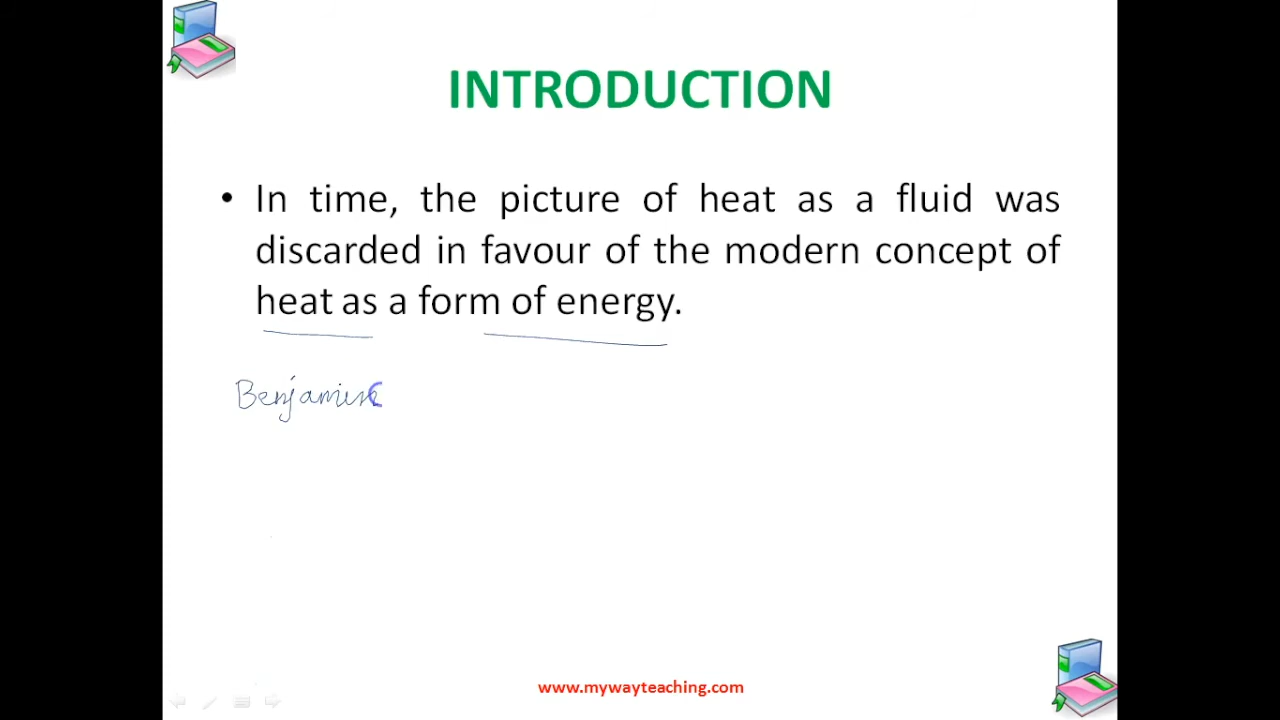 INTRODUCTION
• In time, the picture of heat as a fluid was
discarded in favour of the modern concept of
heat as a form of energy.
Benjamin
www.mywayteaching.com